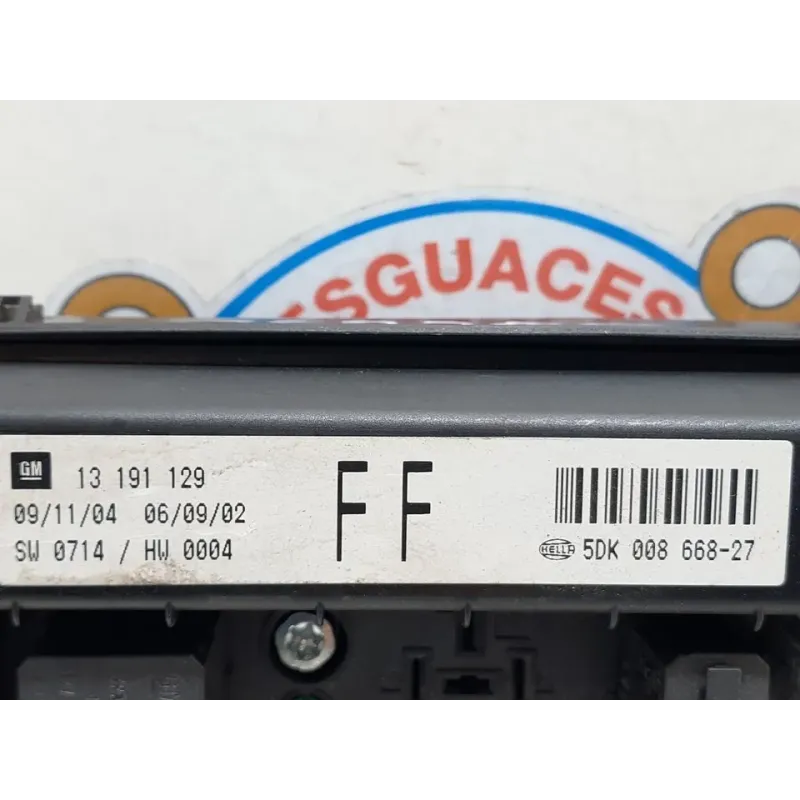 ESGUACES
GM 13 191 129
09/11/04 06/09/02
SW 0714 / HW 0004
FF
HELLA 5DK 008 668-27